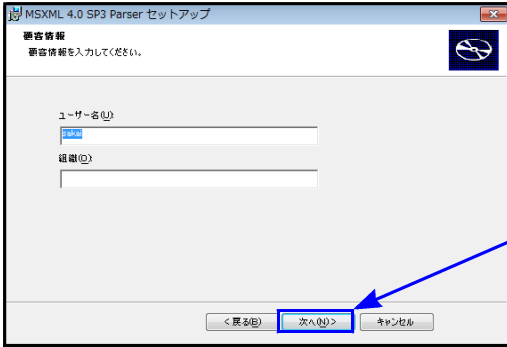 MSXML 4.0 SP3 Parser セットアップ
顧客情報
顧客情報を入力してください。
ユーザー名(U):
sakai
組織(O):
< 戻る(B)
次へ(N) >
キャンセル